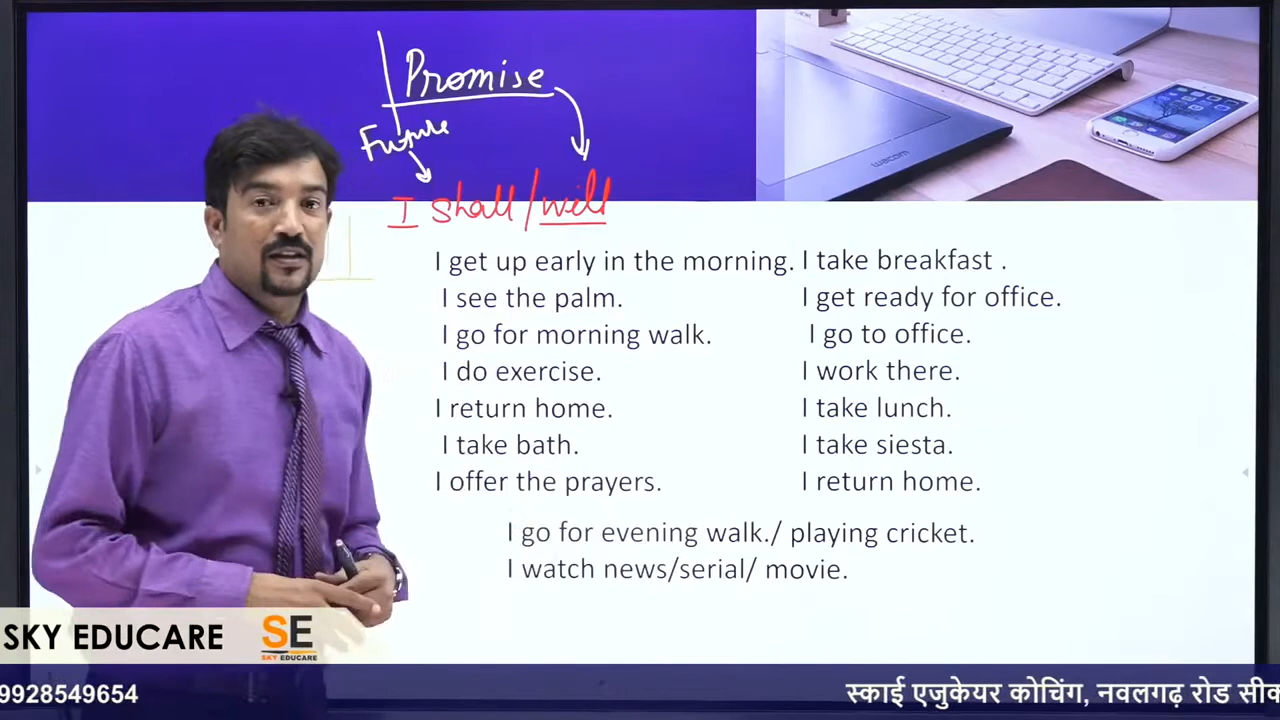 Promise
Future
I shall/will
I get up early in the morning.
I see the palm.
I go for morning walk.
I do exercise.
I return home.
I take bath.
I offer the prayers.
I take breakfast .
I get ready for office.
I go to office.
I work there.
I take lunch.
I take siesta.
I return home.
I go for evening walk./ playing cricket.
I watch news/serial/ movie.
wacom
SKY EDUCARE
SE
SKY EDUCARE
9928549654
स्काई एजुकेयर कोचिंग, नवलगढ़ रोड सीक